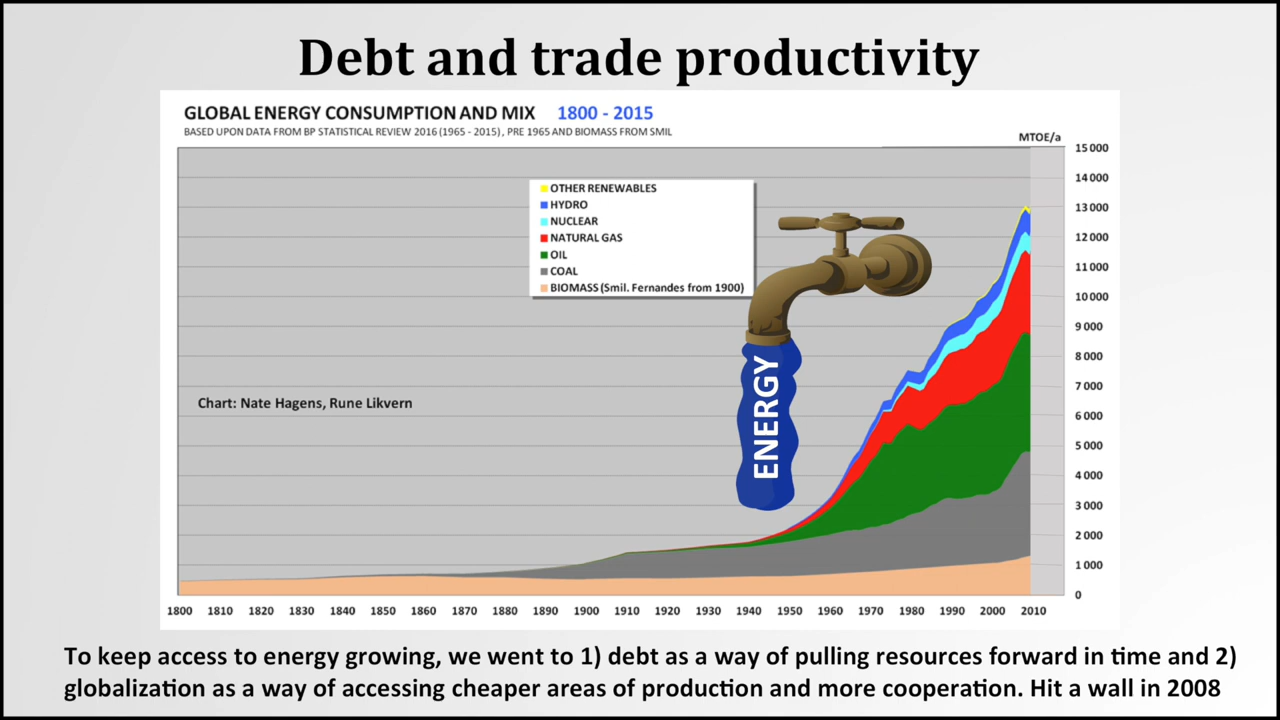 Debt and trade productivity
GLOBAL ENERGY CONSUMPTION AND MIX 1800 - 2015
BASED UPON DATA FROM BP STATISTICAL REVIEW 2016 (1965 - 2015), PRE 1965 AND BIOMASS FROM SMIL
MTOE/a
15 000
14 000
13 000
12 000
11 000
10 000
9 000
8 000
7 000
6 000
5 000
4 000
3 000
2 000
1 000
0
OTHER RENEWABLES
HYDRO
NUCLEAR
NATURAL GAS
OIL
COAL
BIOMASS (Smil. Fernandes from 1900)
ENERGY
Chart: Nate Hagens, Rune Likvern
1800 1810 1820 1830 1840 1850 1860 1870 1880 1890 1900 1910 1920 1930 1940 1950 1960 1970 1980 1990 2000 2010
To keep access to energy growing, we went to 1) debt as a way of pulling resources forward in time and 2)
globalization as a way of accessing cheaper areas of production and more cooperation. Hit a wall in 2008